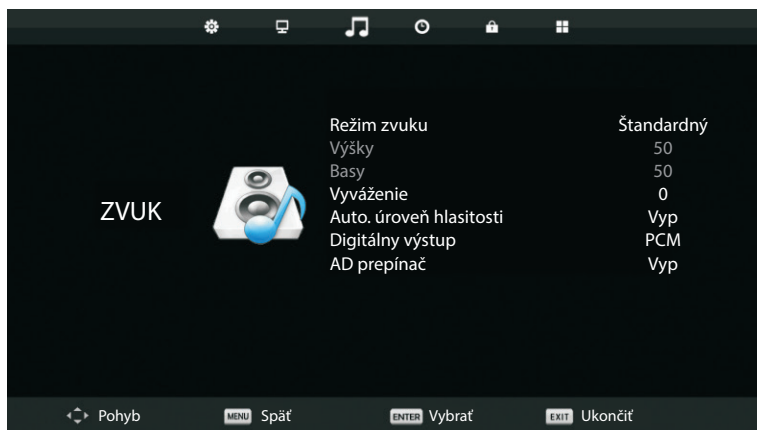 Režim zvuku Štandardný
Výšky 50
Basy 50
Vyváženie 0
ZVUK
Auto. úroveň hlasitosti Vyp
Digitálny výstup PCM
AD prepínač Vyp
Pohyb MENU Späť ENTER Vybrať EXIT Ukončiť